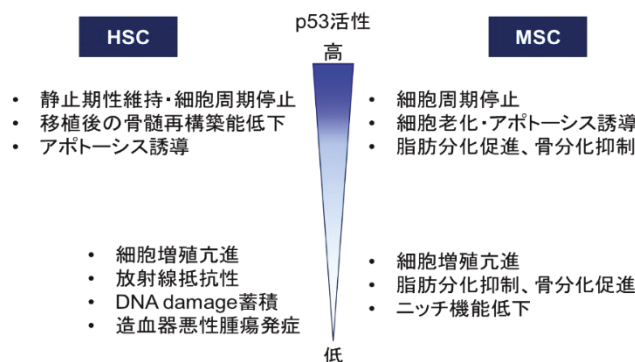 p53活性
HSC
高
MSC
• 静止期性維持・細胞周期停止
• 移植後の骨髄再構築能低下
• アポトーシス誘導
• 細胞周期停止
• 細胞老化・アポトーシス誘導
• 脂肪分化促進、骨分化抑制
• 細胞増殖亢進
• 放射線抵抗性
• DNA damage蓄積
• 造血器悪性腫瘍発症
• 細胞増殖亢進
• 脂肪分化抑制、骨分化促進
• ニッチ機能低下
低